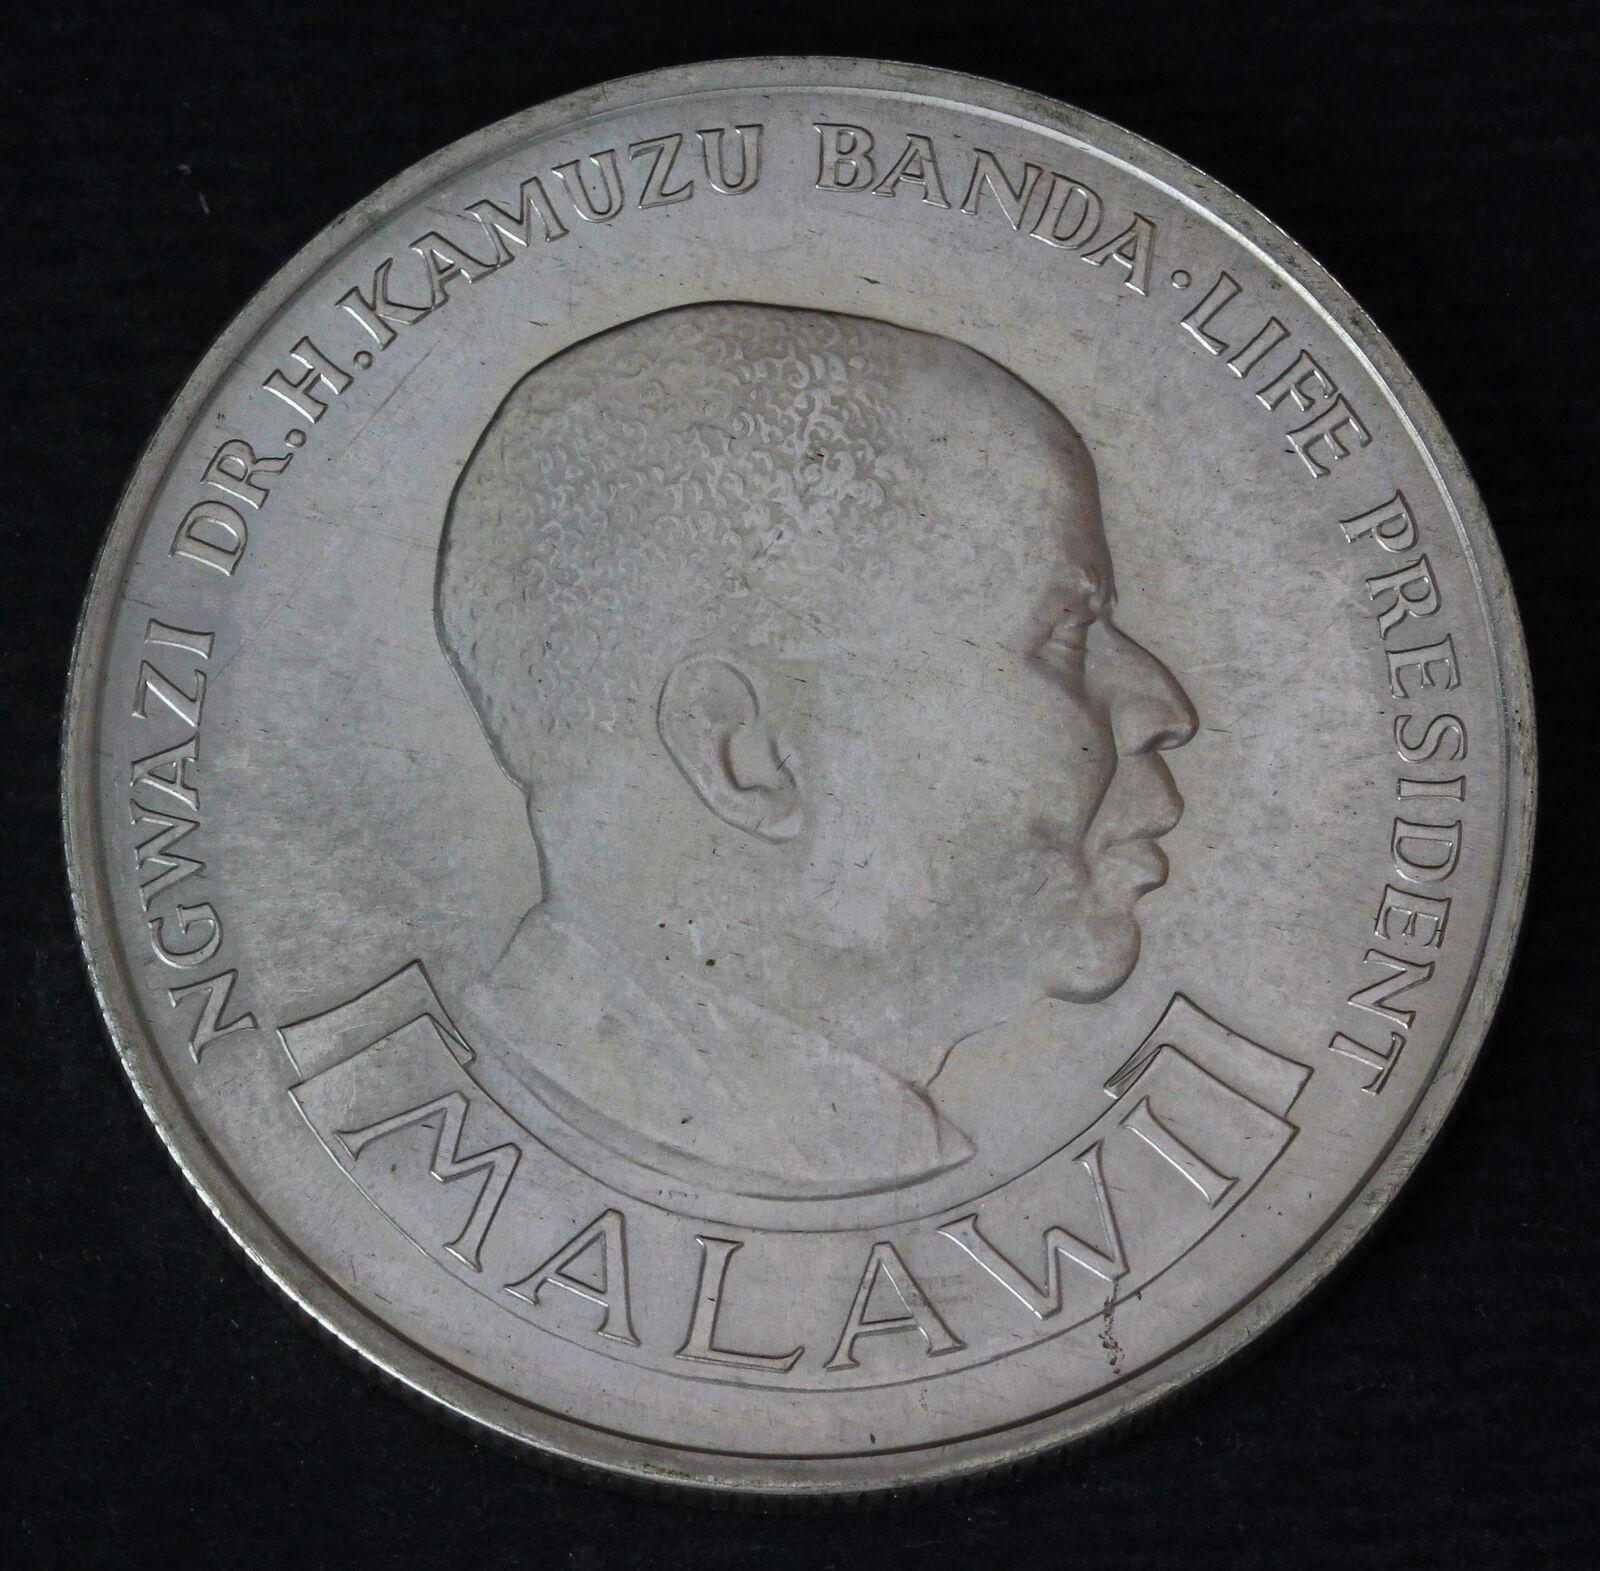 NGWAZI DR.H.KAMUZU BANDA·LIFE PRESIDENT
MALAWI